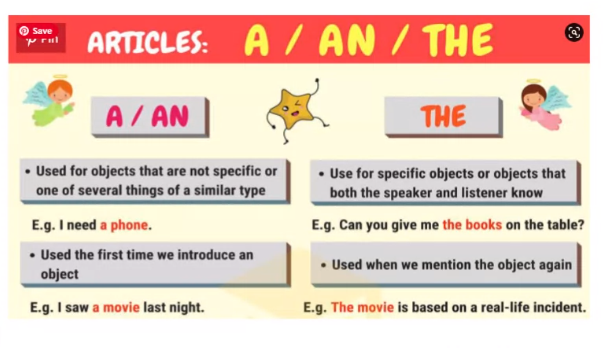 Save
ARTICLES: A / AN / THE
A / AN
• Used for objects that are not specific or
one of several things of a similar type
E.g. I need a phone.
• Used the first time we introduce an
object
E.g. I saw a movie last night.
THE
• Use for specific objects or objects that
both the speaker and listener know
E.g. Can you give me the books on the table?
• Used when we mention the object again
E.g. The movie is based on a real-life incident.